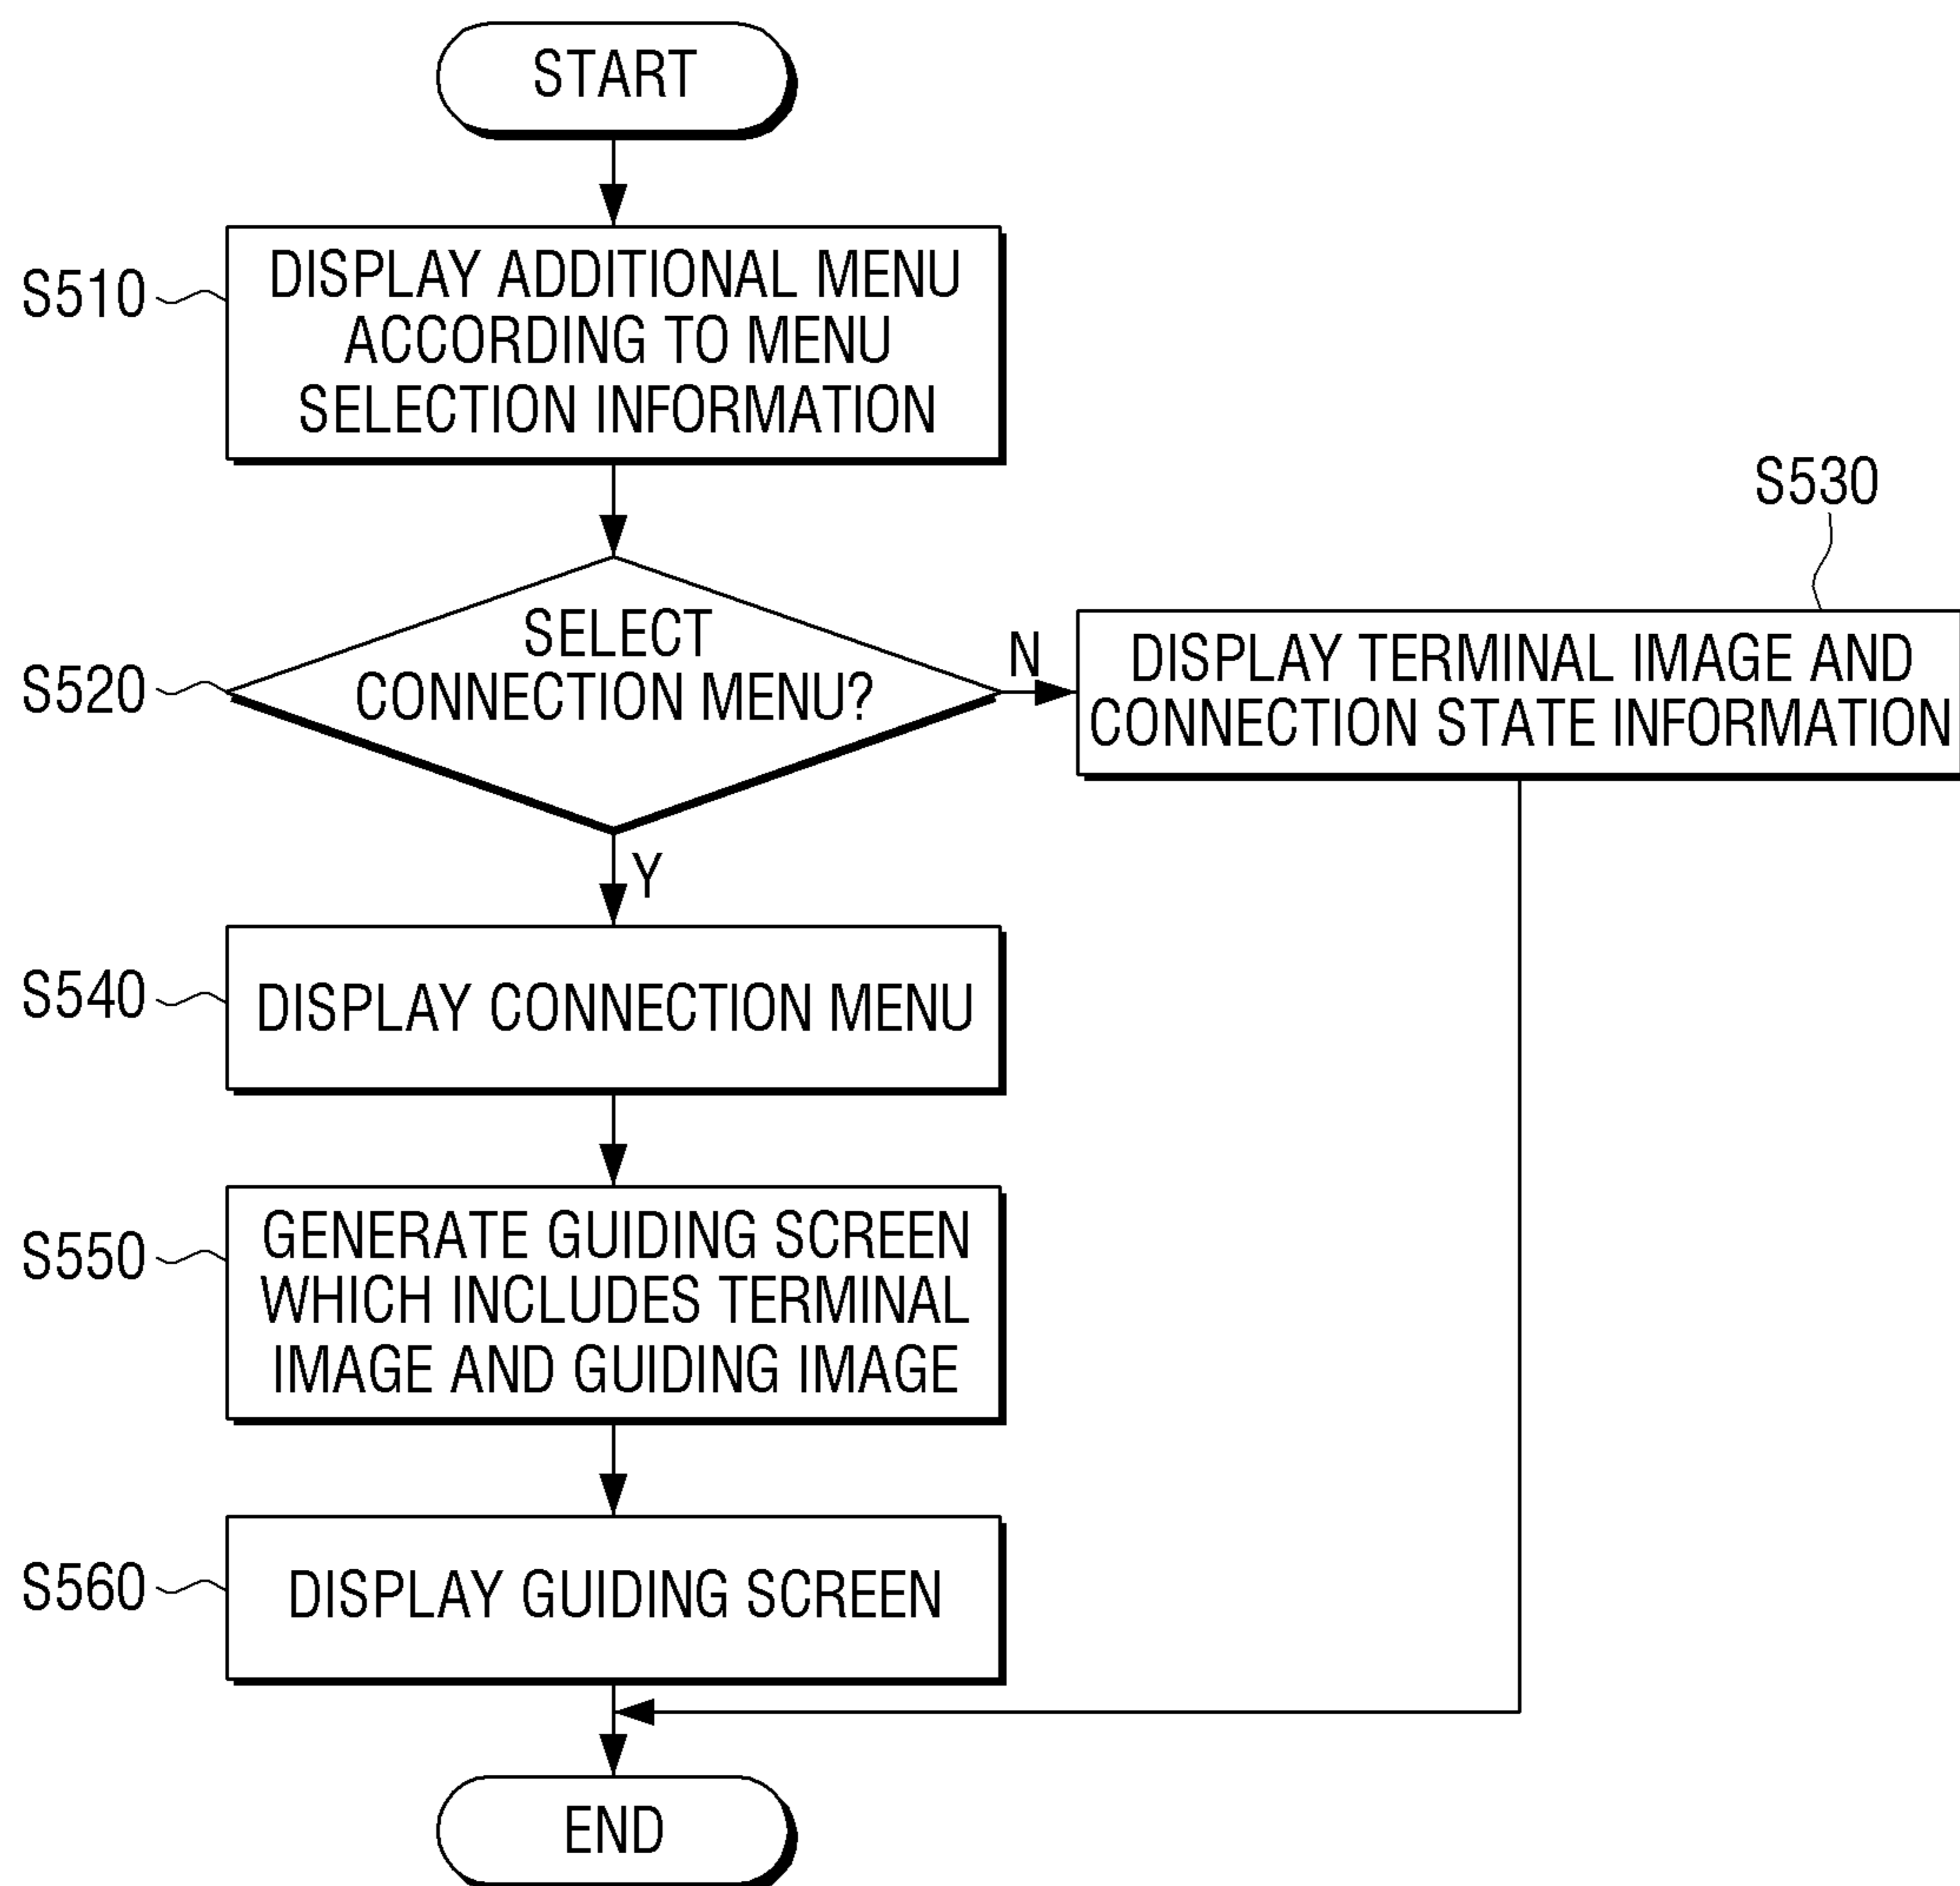 START
S510
DISPLAY ADDITIONAL MENU
ACCORDING TO MENU
SELECTION INFORMATION
S520
SELECT
CONNECTION MENU?
N
S530
DISPLAY TERMINAL IMAGE AND
CONNECTION STATE INFORMATION
Y
S540
DISPLAY CONNECTION MENU
S550
GENERATE GUIDING SCREEN
WHICH INCLUDES TERMINAL
IMAGE AND GUIDING IMAGE
S560
DISPLAY GUIDING SCREEN
END